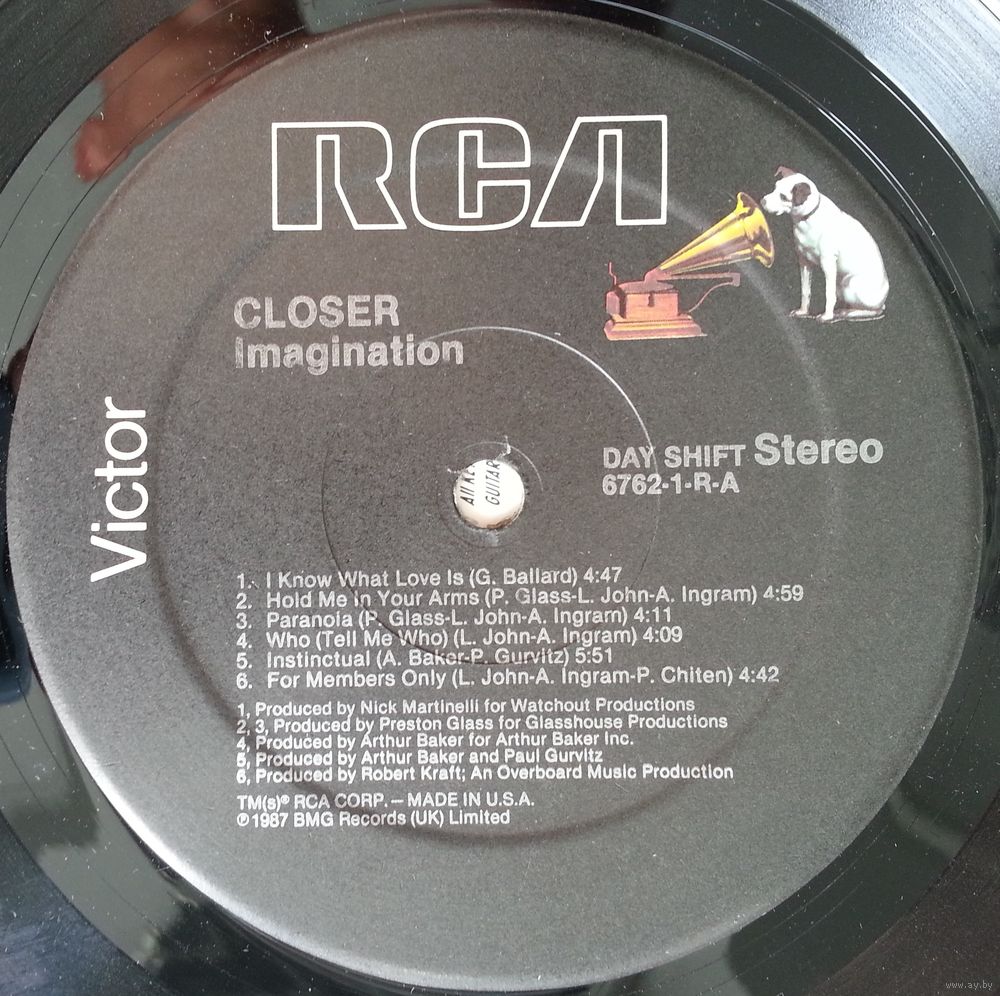 RCA
CLOSER
Imagination
Victor
DAY SHIFT Stereo
6762-1-R-A
GUITAR
1. I Know What Love Is (G. Ballard) 4:47
2. Hold Me in Your Arms (P. Glass-L. John-A. Ingram) 4:59
3. Paranoia (P. Glass-L. John-A. Ingram) 4:11
4. Who (Tell Me Who) (L. John-A. Ingram) 4:09
5. Instinctual (A. Baker-P. Gurvitz) 5:51
6. For Members Only (L. John-A. Ingram-P. Chiten) 4:42
1, Produced by Nick Martinelli for Watchout Productions
2, 3, Produced by Preston Glass for Glasshouse Productions
4, Produced by Arthur Baker for Arthur Baker Inc.
5, Produced by Arthur Baker and Paul Gurvitz
6, Produced by Robert Kraft; An Overboard Music Production
TM(s)® RCA CORP. – MADE IN U.S.A.
℗ 1987 BMG Records (UK) Limited
www.ay.by